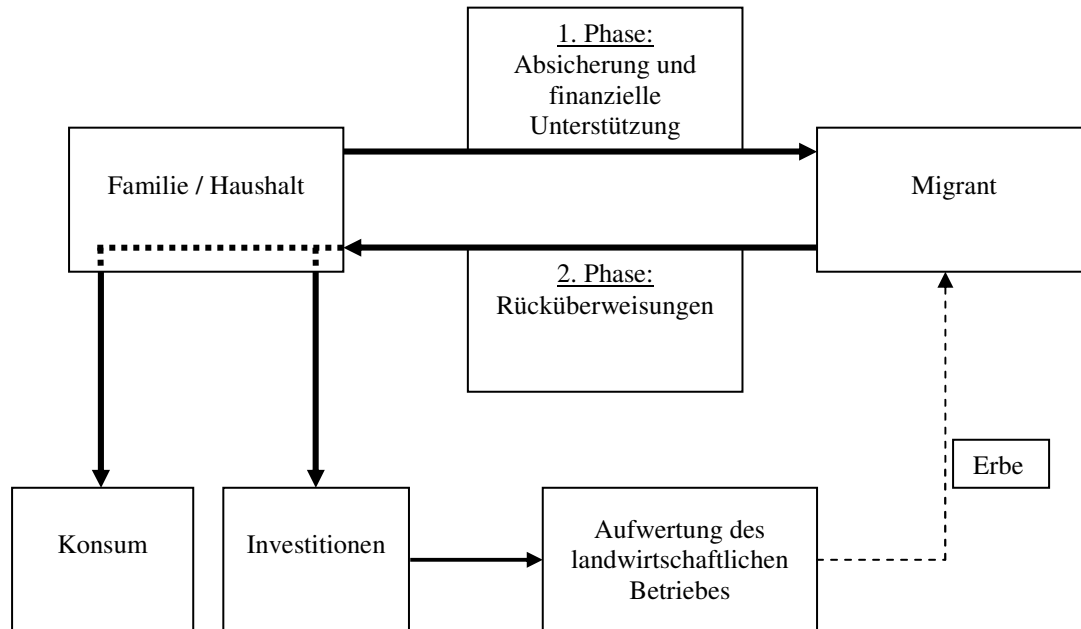 1. Phase:
Absicherung und
finanzielle
Unterstützung
Familie / Haushalt
Migrant
2. Phase:
Rücküberweisungen
Erbe
Konsum
Investitionen
Aufwertung des
landwirtschaftlichen
Betriebes